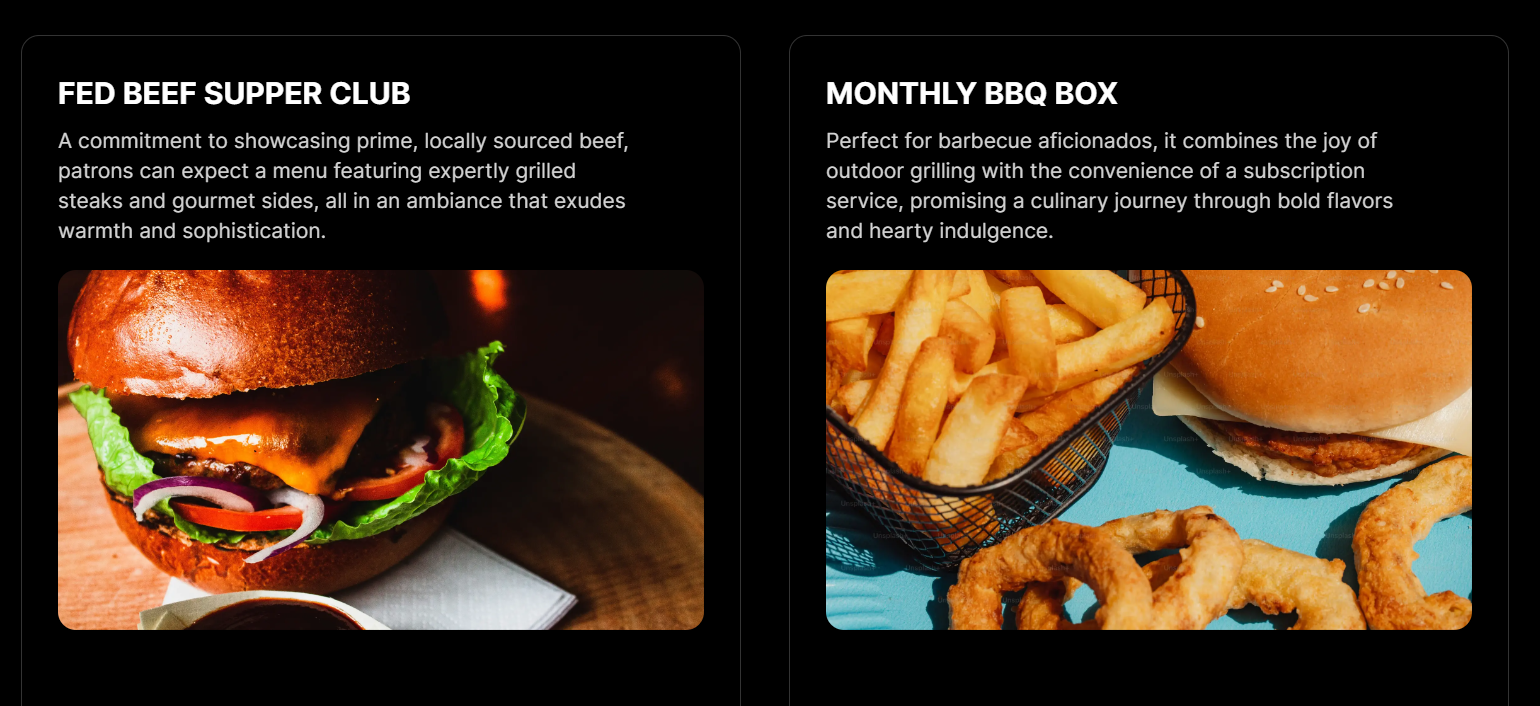 FED BEEF SUPPER CLUB
A commitment to showcasing prime, locally sourced beef,
patrons can expect a menu featuring expertly grilled
steaks and gourmet sides, all in an ambiance that exudes
warmth and sophistication.
MONTHLY BBQ BOX
Perfect for barbecue aficionados, it combines the joy of
outdoor grilling with the convenience of a subscription
service, promising a culinary journey through bold flavors
and hearty indulgence.